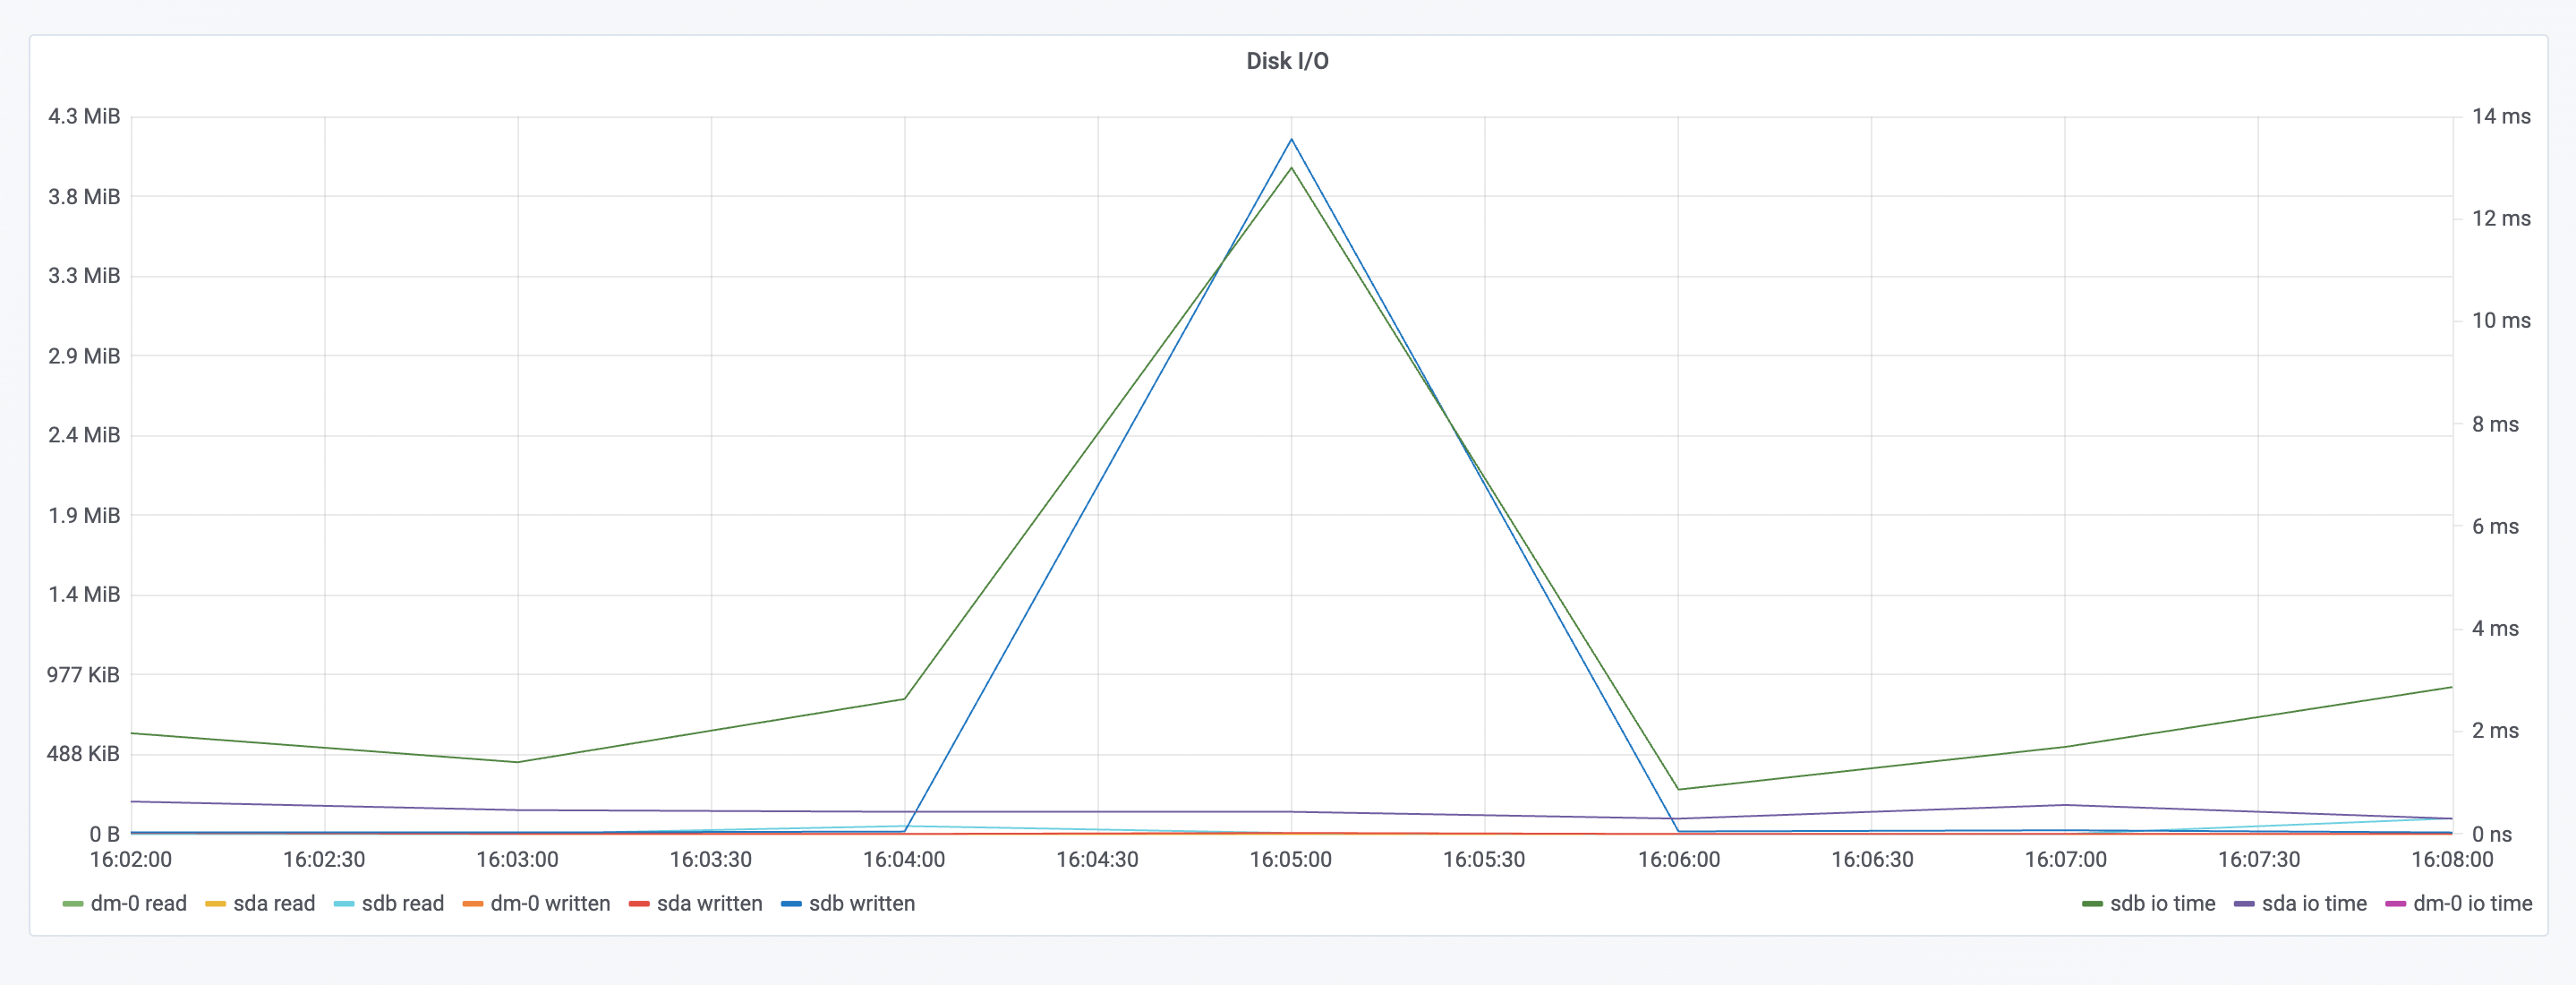 Disk I/O
4.3 MiB 14 ms
3.8 MiB
12 ms
3.3 MiB
10 ms
2.9 MiB
2.4 MiB
8 ms
1.9 MiB
6 ms
1.4 MiB
4 ms
977 KiB
2 ms
488 KiB
0 B 0 ns
16:02:00 16:02:30 16:03:00 16:03:30 16:04:00 16:04:30 16:05:00 16:05:30 16:06:00 16:06:30 16:07:00 16:07:30 16:08:00
dm-0 read sda read sdb read dm-0 written sda written sdb written sdb io time sda io time dm-0 io time